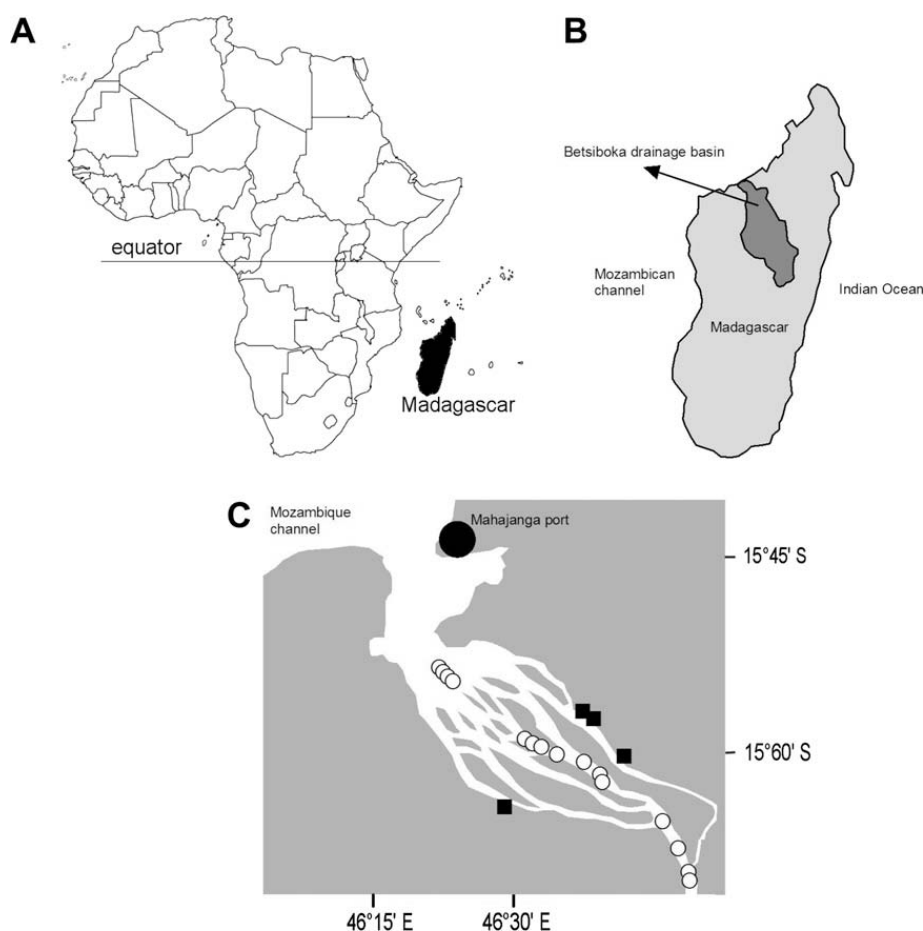 A
equator
Madagascar
B
Betsiboka drainage basin
Mozambican
channel
Indian Ocean
Madagascar
C
Mozambique
channel
Mahajanga port
15°45' S
15°60' S
46°15' E
46°30' E